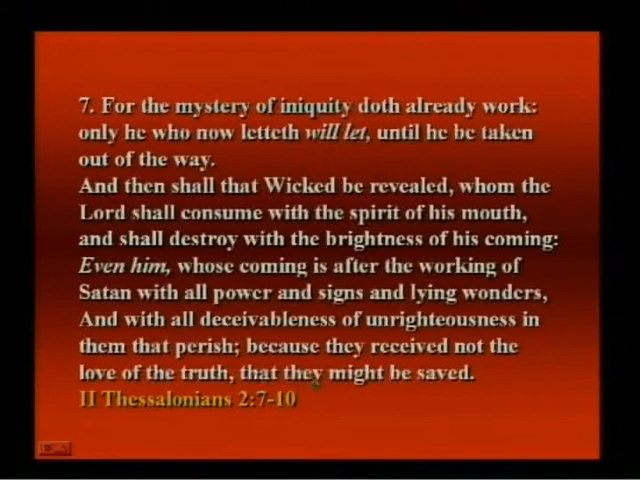 7. For the mystery of iniquity doth already work:
only he who now letteth will let, until he be taken
out of the way.
And then shall that Wicked be revealed, whom the
Lord shall consume with the spirit of his mouth,
and shall destroy with the brightness of his coming:
Even him, whose coming is after the working of
Satan with all power and signs and lying wonders,
And with all deceivableness of unrighteousness in
them that perish; because they received not the
love of the truth, that they might be saved.
II Thessalonians 2:7-10